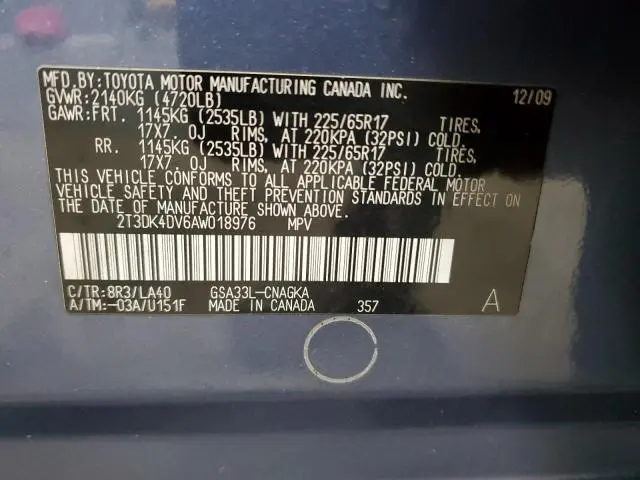 MFD.BY:TOYOTA MOTOR MANUFACTURING CANADA INC.
GVWR:2140KG (4720LB) 12/09
GAWR:FRT. 1145KG (2535LB) WITH 225/65R17 TIRES,
17X7. OJ RIMS, AT 220KPA (32PSI) COLD.
RR. 1145KG (2535LB) WITH 225/65R17 TIRES,
17X7. OJ RIMS, AT 220KPA (32PSI) COLD.
THIS VEHICLE CONFORMS TO ALL APPLICABLE FEDERAL MOTOR
VEHICLE SAFETY AND THEFT PREVENTION STANDARDS IN EFFECT ON
THE DATE OF MANUFACTURE SHOWN ABOVE.
2T3DK4DV6AW018976 MPV
C/TR:8R3/LA40 GSA33L-CNAGKA
A/TM:-03A/U151F MADE IN CANADA 357 A